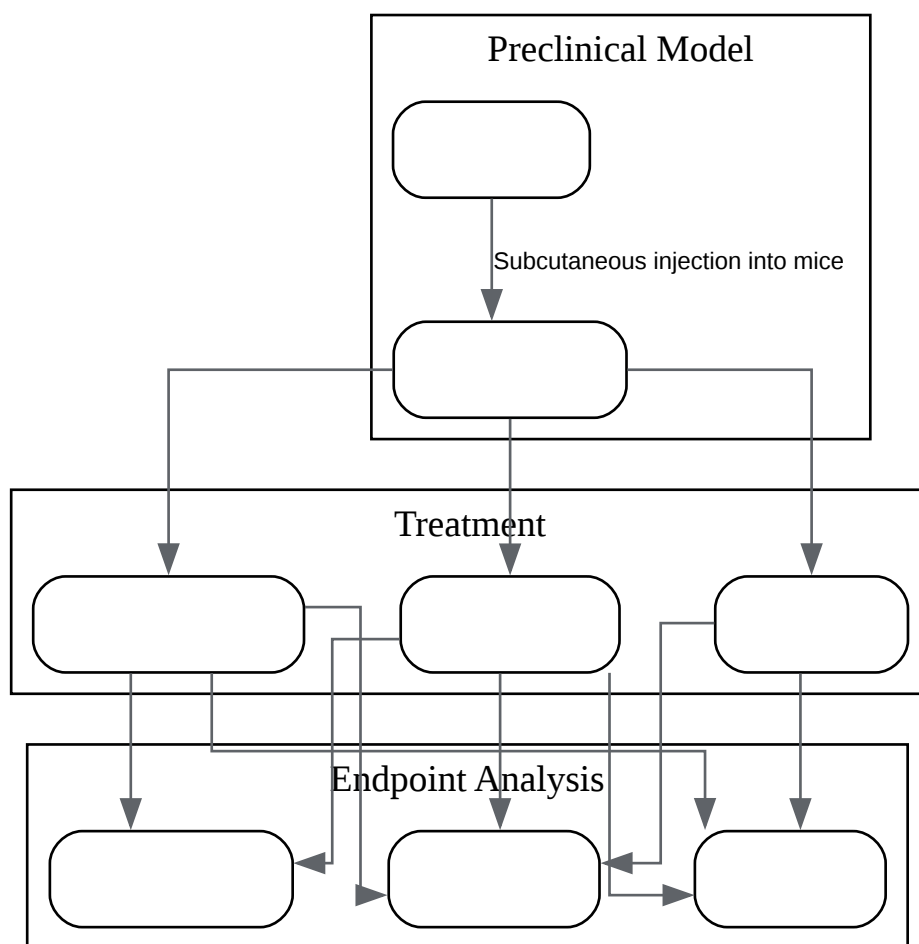 Preclinical Model
Subcutaneous injection into mice
Treatment
Endpoint Analysis